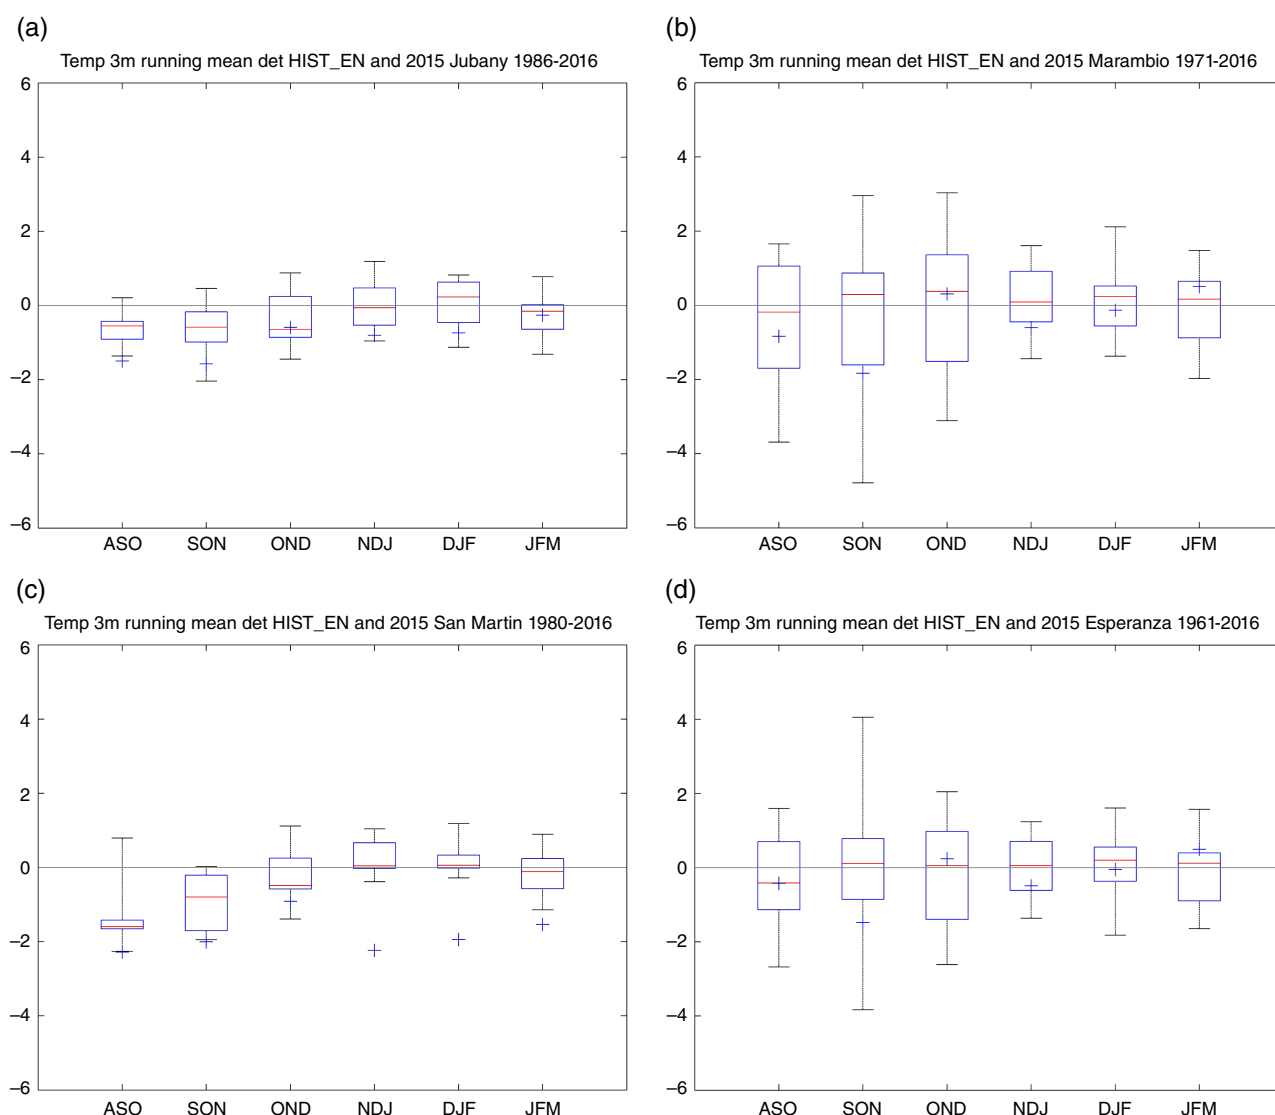 (a)
Temp 3m running mean det HIST_EN and 2015 Jubany 1986-2016
6
4
2
0
−2
−4
−6
ASO SON OND NDJ DJF JFM
(b)
Temp 3m running mean det HIST_EN and 2015 Marambio 1971-2016
6
4
2
0
−2
−4
−6
ASO SON OND NDJ DJF JFM
(c)
Temp 3m running mean det HIST_EN and 2015 San Martin 1980-2016
6
4
2
0
−2
−4
−6
ASO SON OND NDJ DJF JFM
(d)
Temp 3m running mean det HIST_EN and 2015 Esperanza 1961-2016
6
4
2
0
−2
−4
−6
ASO SON OND NDJ DJF JFM